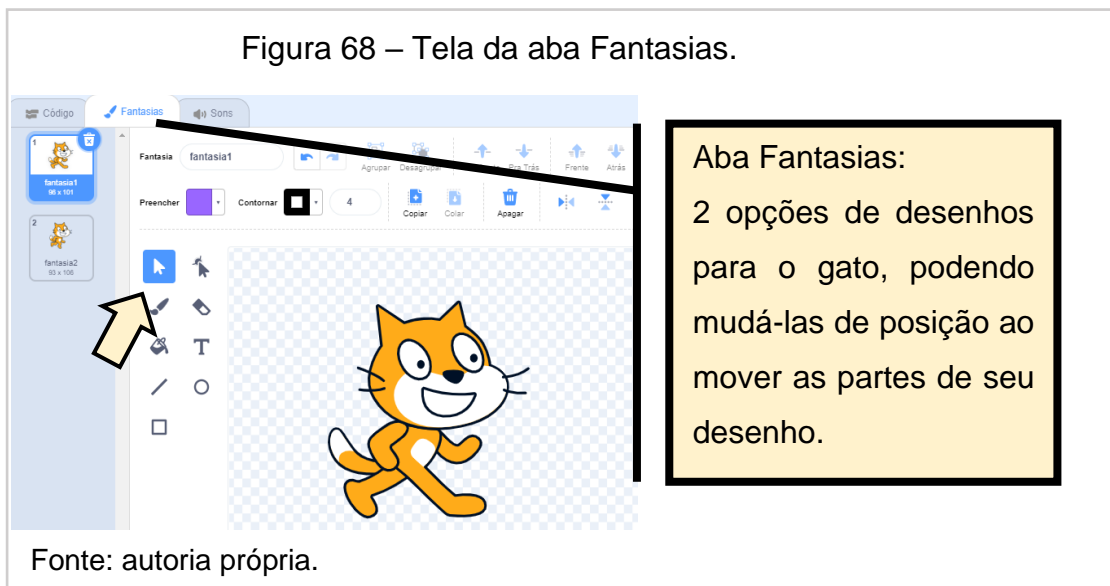 Figura 68 – Tela da aba Fantasias.
Código Fantasias Sons
1
fantasia1
96 x 101
2
fantasia2
93 x 106
Fantasia fantasia1 Agrupar Desagrupar Pra Trás Frente Atrás
Preencher Contornar 4 Copiar Colar Apagar
T
Aba Fantasias:
2 opções de desenhos
para o gato, podendo
mudá-las de posição ao
mover as partes de seu
desenho.
Fonte: autoria própria.